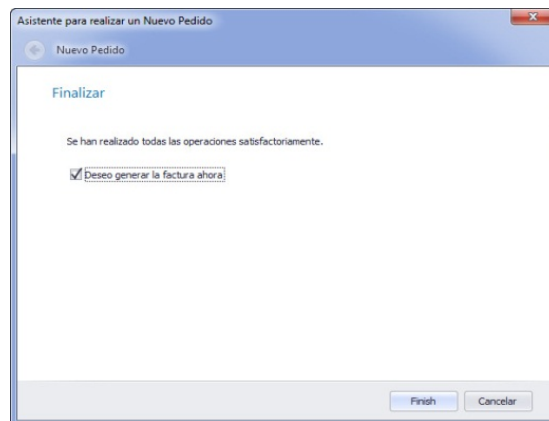 Asistente para realizar un Nuevo Pedido
Nuevo Pedido
Finalizar
Se han realizado todas las operaciones satisfactoriamente.
Deseo generar la factura ahora
Finish Cancelar